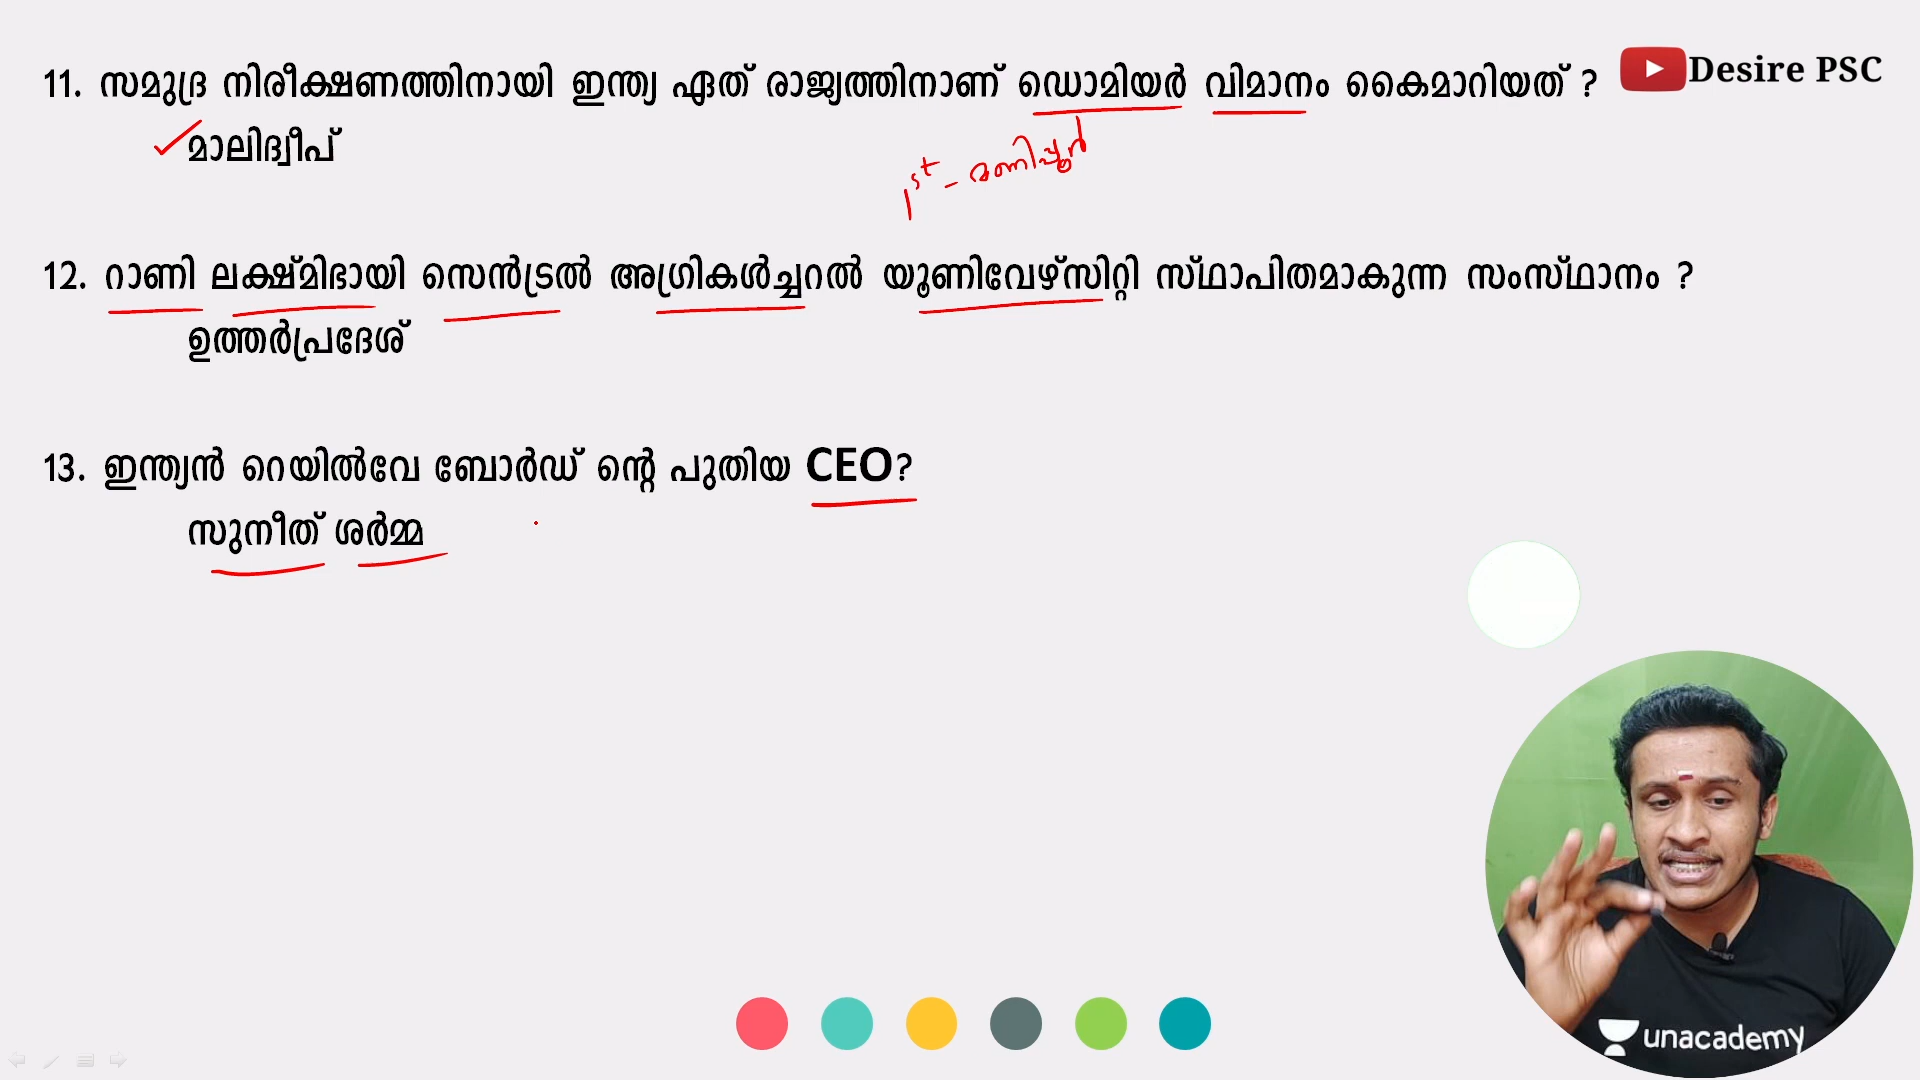 11. സമുദ്ര നിരീക്ഷണത്തിനായി ഇന്ത്യ ഏത് രാജ്യത്തിനാണ് ഡൊമിയർ വിമാനം കൈമാറിയത് ?
Desire PSC
മാലിദ്വീപ്
1st - മണിപ്പൂർ
12. റാണി ലക്ഷ്മിഭായി സെൻട്രൽ അഗ്രികൾച്ചറൽ യൂണിവേഴ്സിറ്റി സ്ഥാപിതമാകുന്ന സംസ്ഥാനം ?
ഉത്തർപ്രദേശ്
13. ഇന്ത്യൻ റെയിൽവേ ബോർഡ് ന്റെ പുതിയ CEO?
സുനീത് ശർമ്മ
unacademy